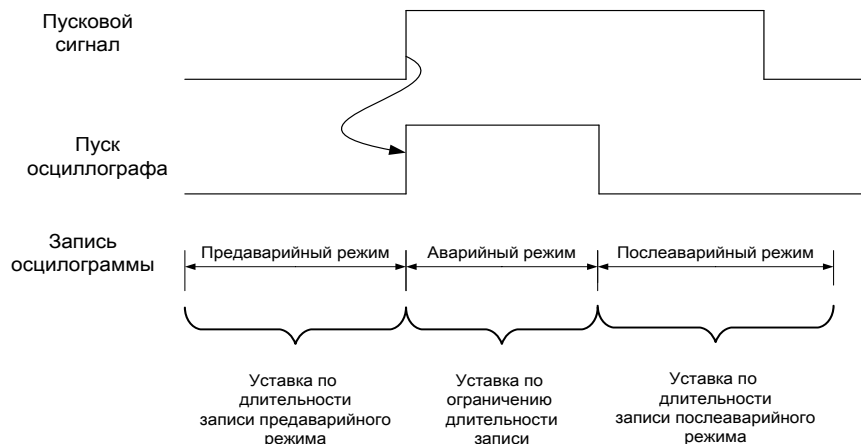 Пусковой
сигнал
Пуск
осциллографа
Запись
осцилограммы
Предаварийный режим
Аварийный режим
Послеаварийный режим
Уставка по
длительности
записи предаварийного
режима
Уставка по
ограничению
длительности
записи
Уставка по
длительности
записи послеаварийного
режима